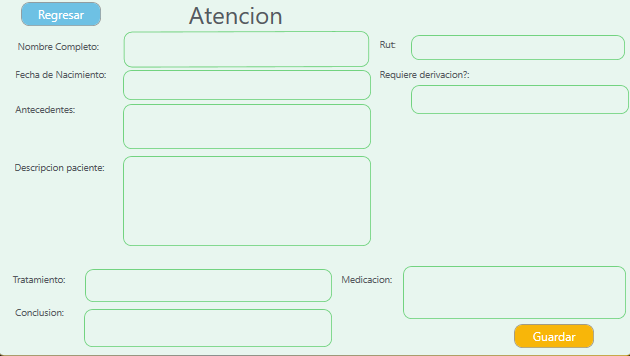 Regresar
Atencion
Nombre Completo:
Rut:
Fecha de Nacimiento:
Requiere derivacion?:
Antecedentes:
Descripcion paciente:
Tratamiento:
Medicacion:
Conclusion:
Guardar